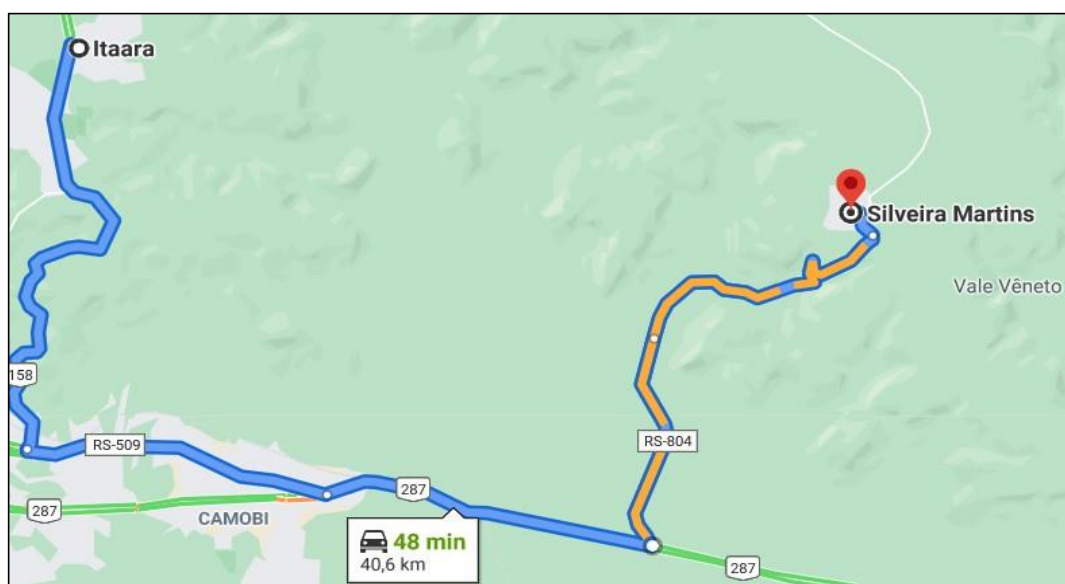 Itaara
Silveira Martins
Vale Vêneto
158
RS-509
RS-804
287
287
CAMOBI
48 min
40,6 km
287